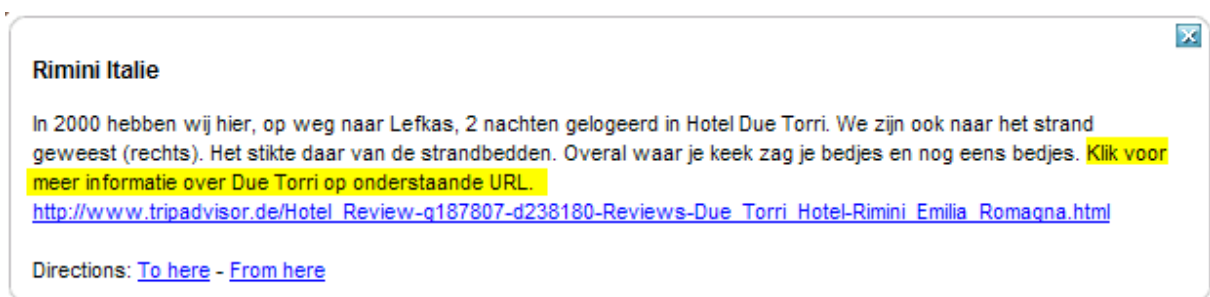 Rimini Italie
In 2000 hebben wij hier, op weg naar Lefkas, 2 nachten gelogeerd in Hotel Due Torri. We zijn ook naar het strand
geweest (rechts). Het stikte daar van de strandbedden. Overal waar je keek zag je bedjes en nog eens bedjes. Klik voor
meer informatie over Due Torri op onderstaande URL.
http://www.tripadvisor.de/Hotel_Review-g187807-d238180-Reviews-Due_Torri_Hotel-Rimini_Emilia_Romagna.html
Directions: To here - From here